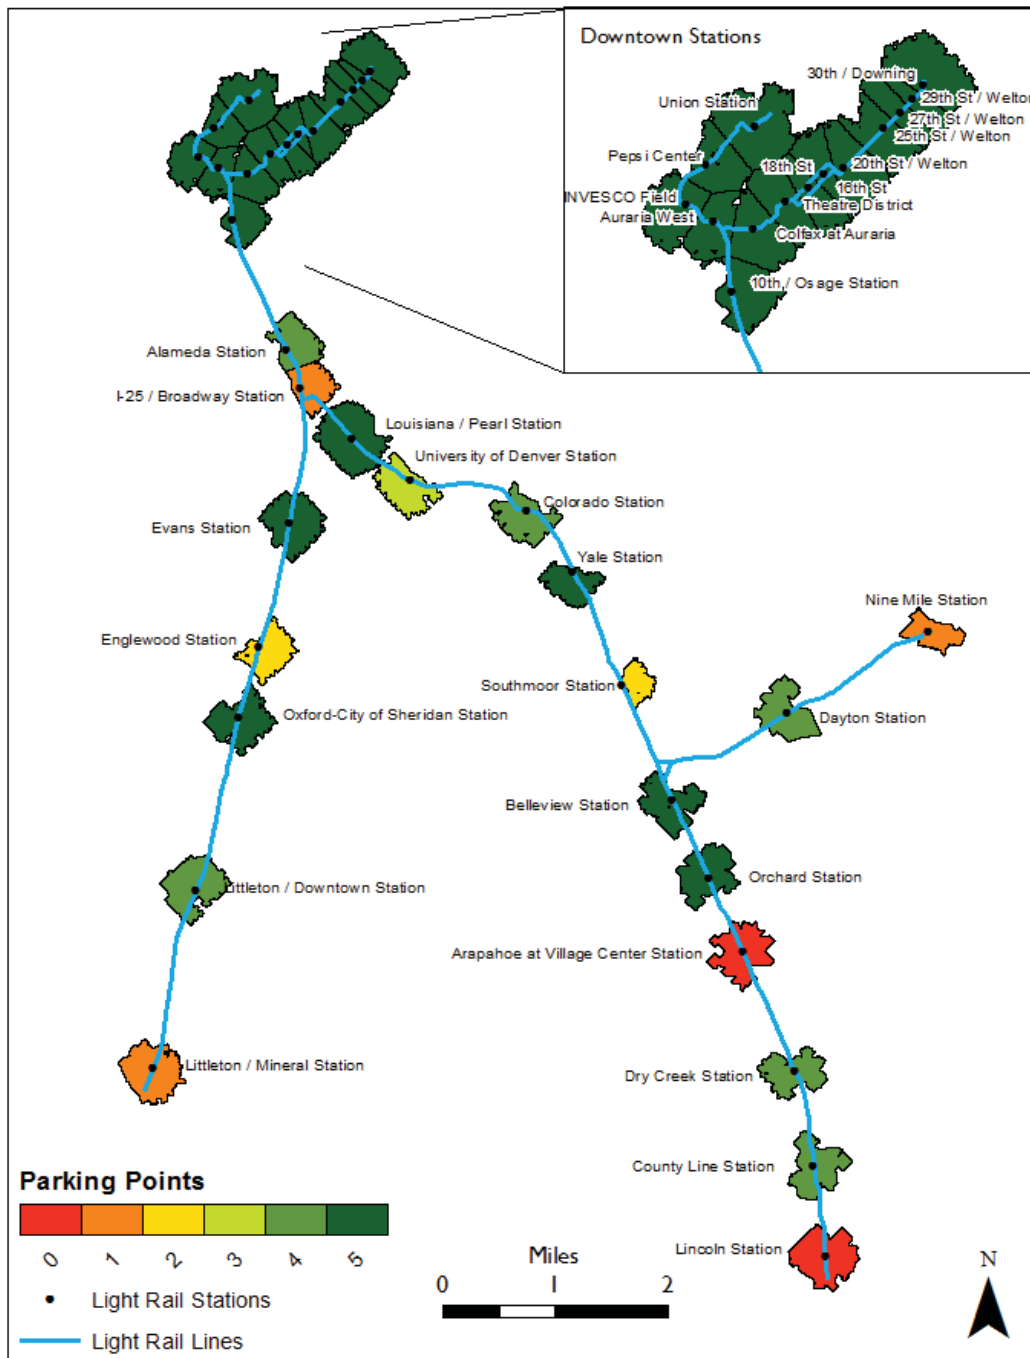 Downtown Stations
30th / Downing
Union Station
29th St / Welton
27th St / Welton
25th St / Welton
Pepsi Center
18th St
20th St / Welton
16th St
INVESCO Field
Theatre District
Auraria West
Colfax at Auraria
10th / Osage Station
Alameda Station
I-25 / Broadway Station
Louisiana / Pearl Station
University of Denver Station
Colorado Station
Evans Station
Yale Station
Nine Mile Station
Englewood Station
Southmoor Station
Oxford-City of Sheridan Station
Dayton Station
Belleview Station
Orchard Station
Littleton / Downtown Station
Arapahoe at Village Center Station
Littleton / Mineral Station
Dry Creek Station
County Line Station
Parking Points
0 1 2 3 4 5
Lincoln Station
Miles
0 1 2
N
Light Rail Stations
Light Rail Lines